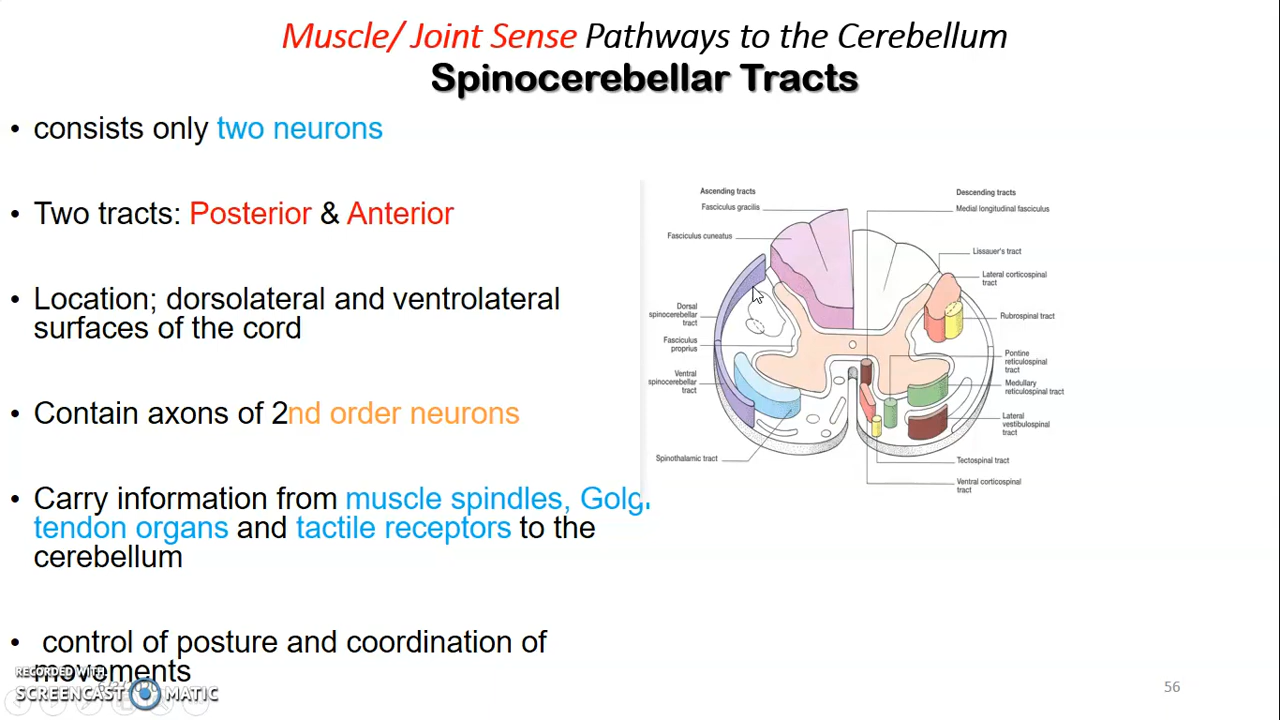 Muscle/ Joint Sense Pathways to the Cerebellum
Spinocerebellar Tracts
• consists only two neurons
• Two tracts: Posterior & Anterior
• Location; dorsolateral and ventrolateral
surfaces of the cord
• Contain axons of 2nd order neurons
• Carry information from muscle spindles, Golgi
tendon organs and tactile receptors to the
cerebellum
• control of posture and coordination of
movements
Ascending tracts
Fasciculus gracilis
Fasciculus cuneatus
Dorsal
spinocerebellar
tract
Fasciculus
proprius
Ventral
spinocerebellar
tract
Spinothalamic tract
Descending tracts
Medial longitudinal fasciculus
Lissauer's tract
Lateral corticospinal
tract
Rubrospinal tract
Pontine
reticulospinal
tract
Medullary
reticulospinal tract
Lateral
vestibulospinal
tract
Tectospinal tract
Ventral corticospinal
tract
RECORDED WITH
SCREENCAST MATIC
56